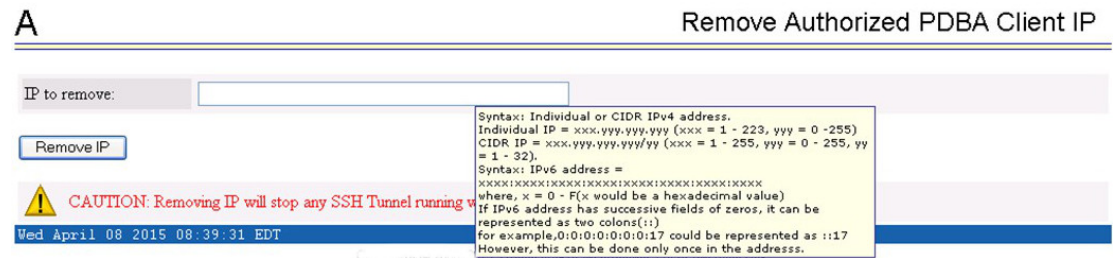 A
Remove Authorized PDBA Client IP
IP to remove:
Syntax: Individual or CIDR IPv4 address.
Individual IP = xxx.yyy.yyy.yyy (xxx = 1 - 223, yyy = 0 -255)
CIDR IP = xxx.yyy.yyy.yyy/yy (xxx = 1 - 255, yyy = 0 - 255, yy
= 1 - 32).
Syntax: IPv6 address =
xxxx:xxxx:xxxx:xxxx:xxxx:xxxx:xxxx:xxxx
where, x = 0 - F(x would be a hexadecimal value)
If IPv6 address has successive fields of zeros, it can be
represented as two colons(::)
for example,0:0:0:0:0:0:0:17 could be represented as ::17
However, this can be done only once in the addresss.
Remove IP
CAUTION: Removing IP will stop any SSH Tunnel running
Wed April 08 2015 08:39:31 EDT